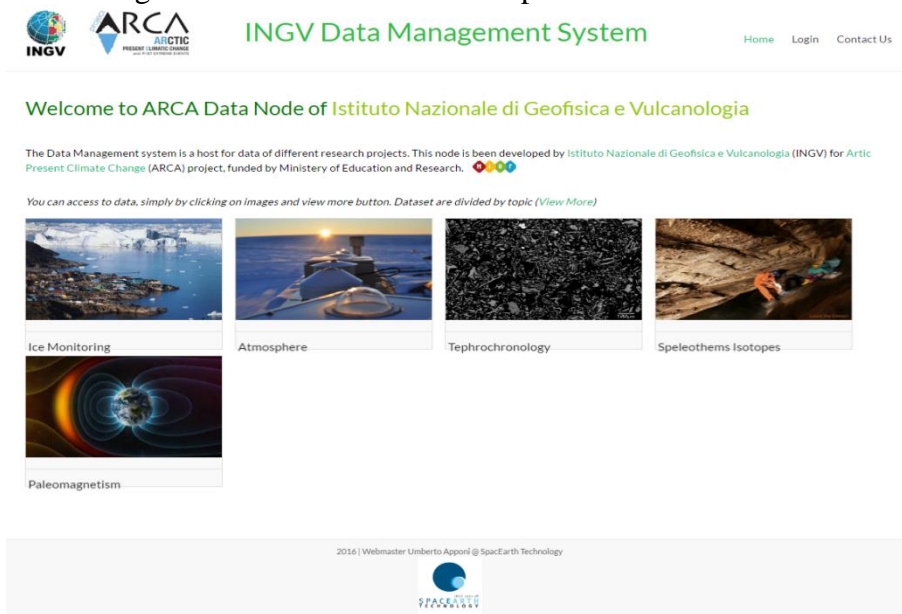 INGV
ARCA
ARCTIC
PRESENT CLIMATIC CHANGE
AND PAST EXTREME EVENTS
INGV Data Management System
Home Login Contact Us
Welcome to ARCA Data Node of Istituto Nazionale di Geofisica e Vulcanologia
The Data Management system is a host for data of different research projects. This node is been developed by Istituto Nazionale di Geofisica e Vulcanologia (INGV) for Artic
Present Climate Change (ARCA) project, funded by Ministery of Education and Research. M I U R
You can access to data, simply by clicking on images and view more button. Dataset are divided by topic (View More)
Ice Monitoring
Atmosphere
Tephrochronology
Speleothems Isotopes
Paleomagnetism
2016 | Webmaster Umberto Apponi @ SpacEarth Technology
SPACEARTH
TECHNOLOGY